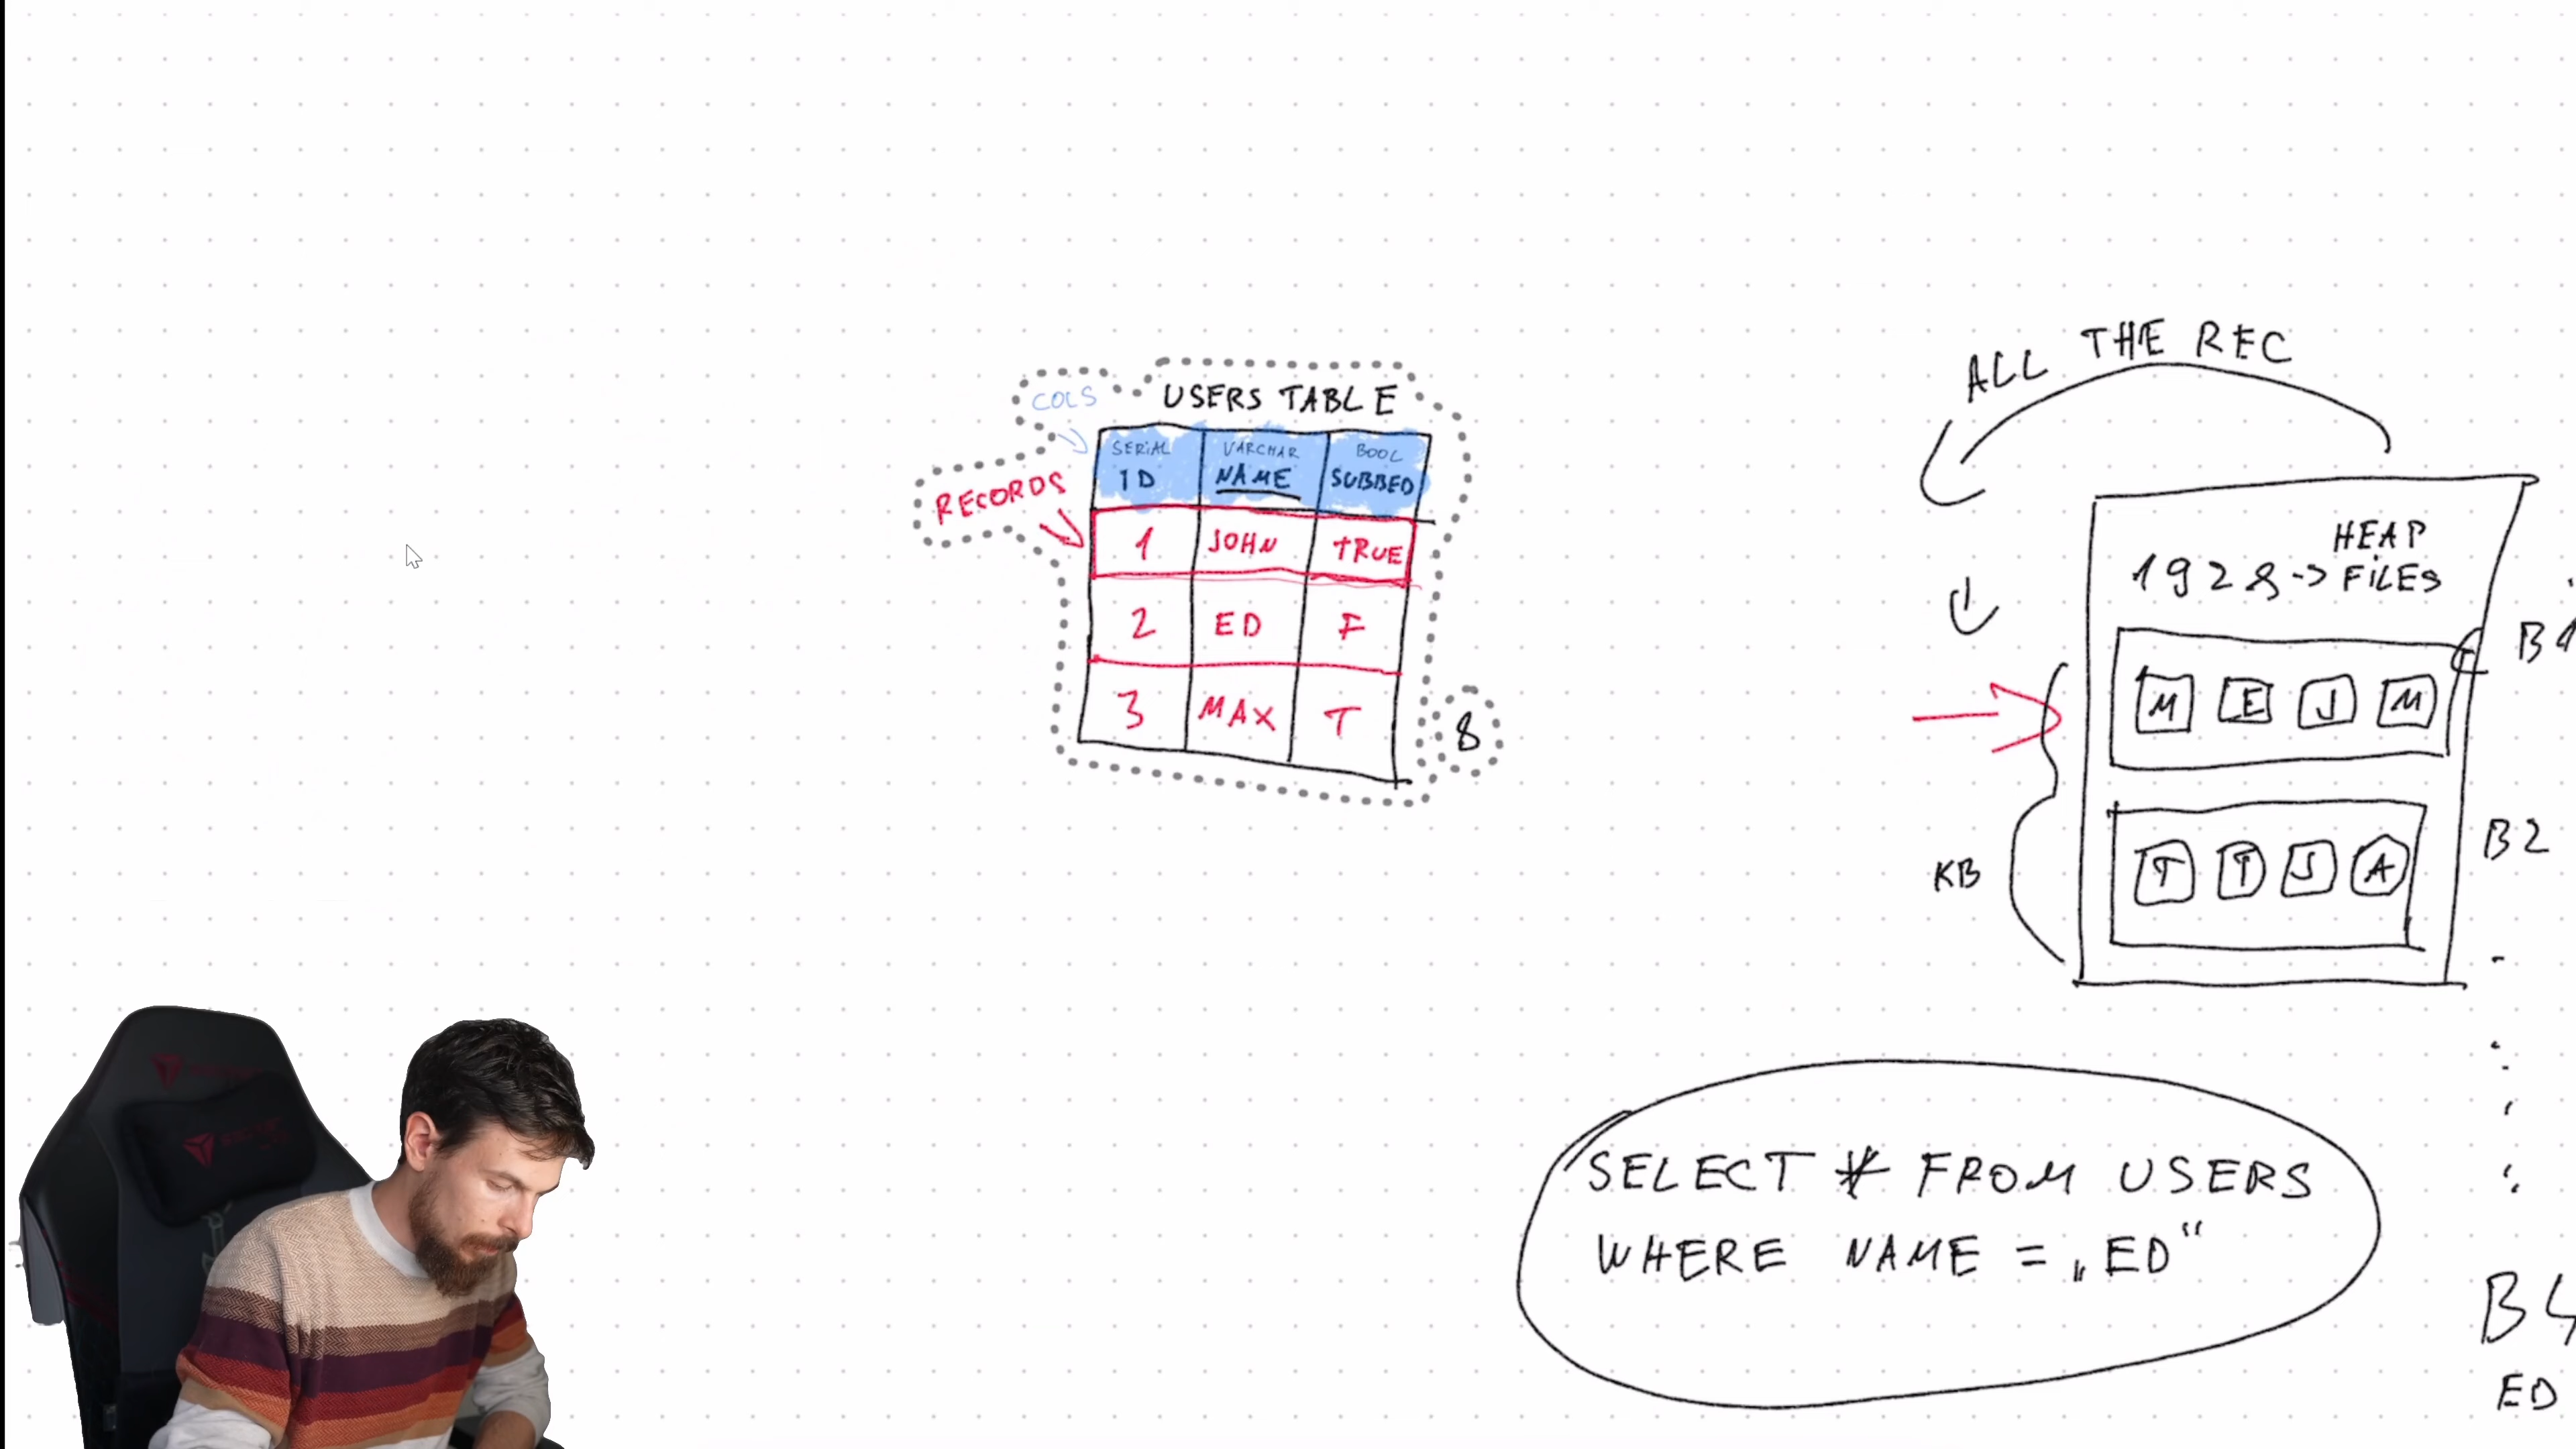 COLS
USERS TABLE
RECORDS
SERIAL VARCHAR BOOL
ID NAME SUBBED
1 JOHN TRUE
2 ED F
3 MAX T
8
ALL THE REC
HEAP
1928 -> FILES
B1
M E J M
KB
B2
T T J A
SELECT * FROM USERS
WHERE NAME = „ED“
ED